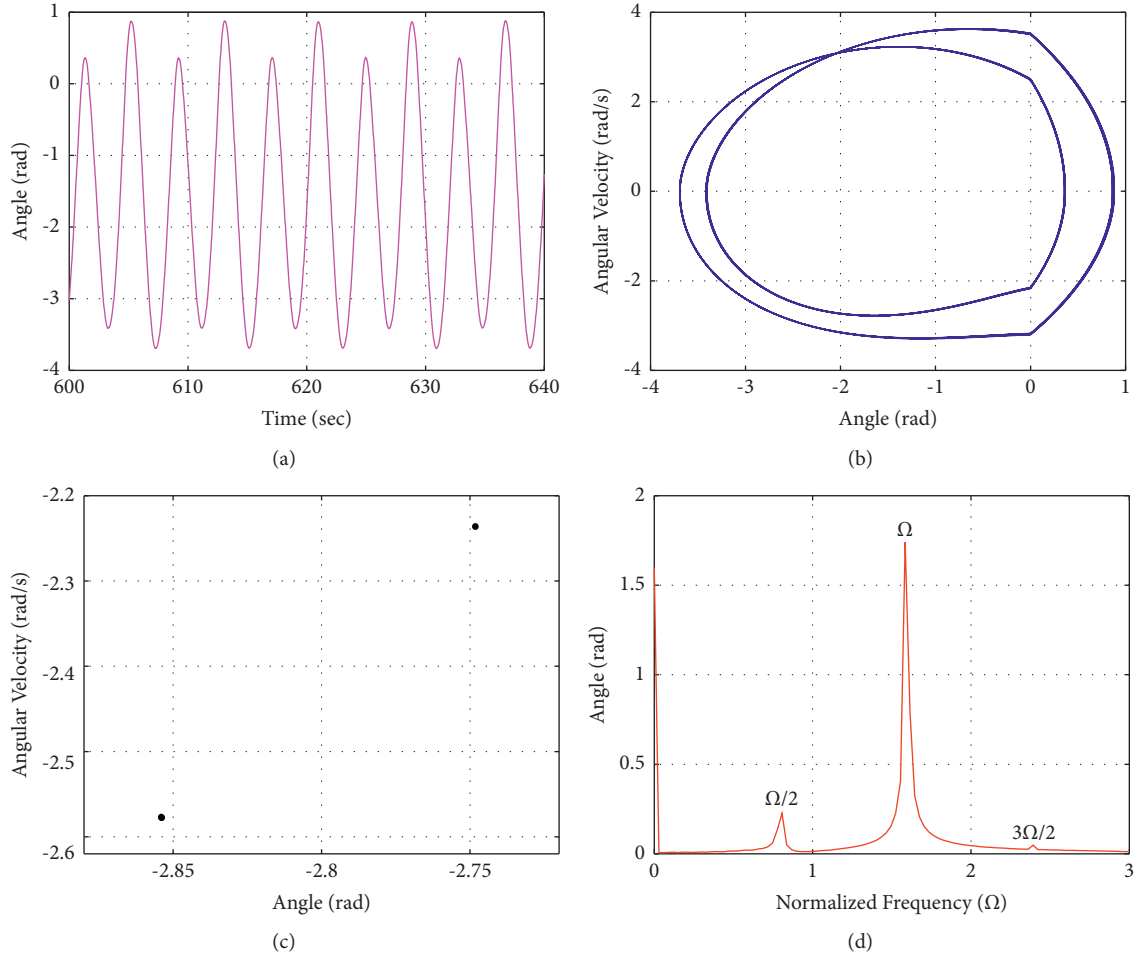 1
0
-1
-2
-3
-4
600
610
620
630
640
Angle (rad)
Time (sec)
(a)
4
2
0
-2
-4
-4
-3
-2
-1
0
1
Angular Velocity (rad/s)
Angle (rad)
(b)
-2.2
-2.3
-2.4
-2.5
-2.6
-2.85
-2.8
-2.75
Angular Velocity (rad/s)
Angle (rad)
(c)
2
1.5
1
0.5
0
0
1
2
3
Angle (rad)
Ω
Ω/2
3Ω/2
Normalized Frequency (Ω)
(d)